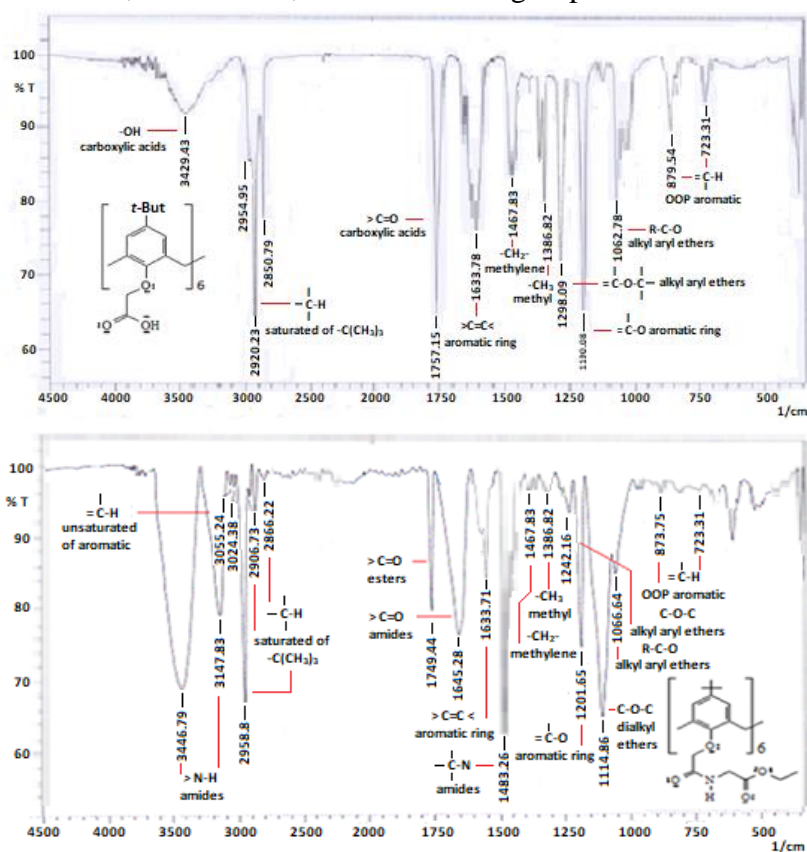 100
% T
90
80
70
60
-OH
carboxylic acids
3429.43
2954.95
2920.23
2850.79
=C-H
saturated of -C(CH₃)₃
t-But
6
O
O
OH
>C=O
carboxylic acids
1757.15
1633.78
>C=C<
aromatic ring
1467.83
-CH₂-
methylene
1386.82
-CH₃
methyl
1298.09
=C-O-C- alkyl aryl ethers
1190.08
=C-O aromatic ring
1062.78
R-C-O
alkyl aryl ethers
879.54
723.31
=C-H
OOP aromatic
4500 3500 3000 2500 2000 1750 1500 1250 1000 750 500
1/cm
100
% T
90
80
70
60
=C-H
unsaturated
of aromatic
3446.79
3147.83
> N-H
amides
3055.24
3024.38
2958.8
2906.73
2866.22
-C-H
saturated of
-C(CH₃)₃
> C=O
esters
> C=O
amides
1749.44
1645.28
1633.71
> C=C <
aromatic ring
-C-N
amides
1483.26
1467.83
1386.82
-CH₃
methyl
-CH₂-
methylene
1242.16
1201.65
=C-O
aromatic ring
1114.86
C-O-C
dialkyl
ethers
1066.64
873.75
723.31
=C-H
OOP aromatic
C-O-C
alkyl aryl ethers
R-C-O
alkyl aryl ethers
6
O
O
N
H
O
O
4500 3500 3000 2500 2000 1750 1500 1250 1000 750 500
1/cm